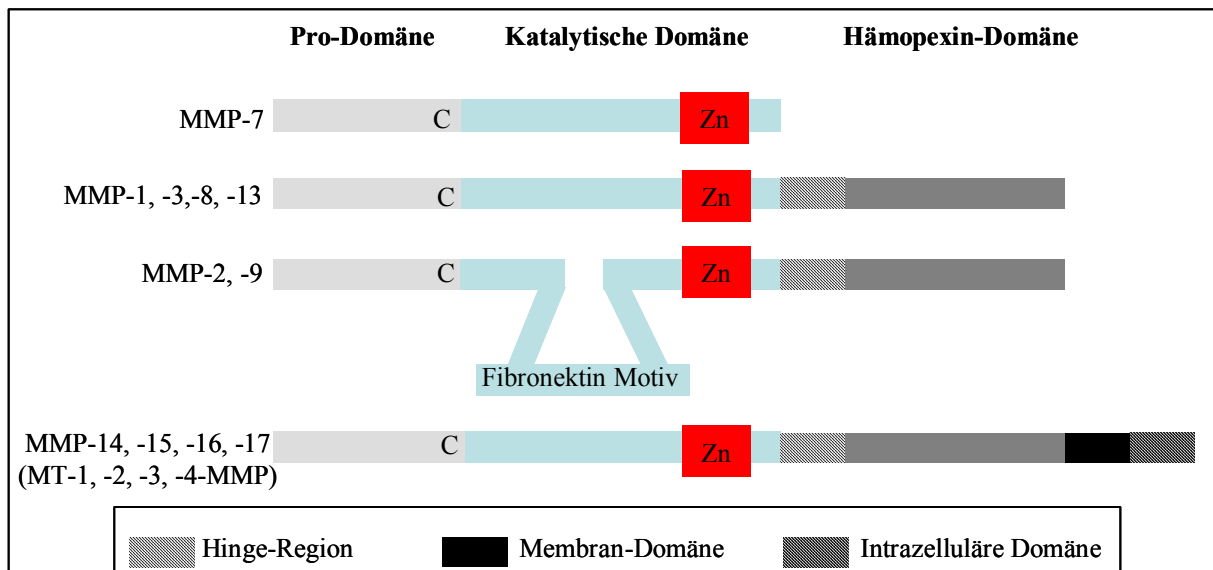 Pro-Domäne Katalytische Domäne Hämopexin-Domäne
MMP-7 C Zn
MMP-1, -3,-8, -13 C Zn
MMP-2, -9 C Zn
Fibronektin Motiv
MMP-14, -15, -16, -17 C Zn
(MT-1, -2, -3, -4-MMP)
Hinge-Region Membran-Domäne Intrazelluläre Domäne